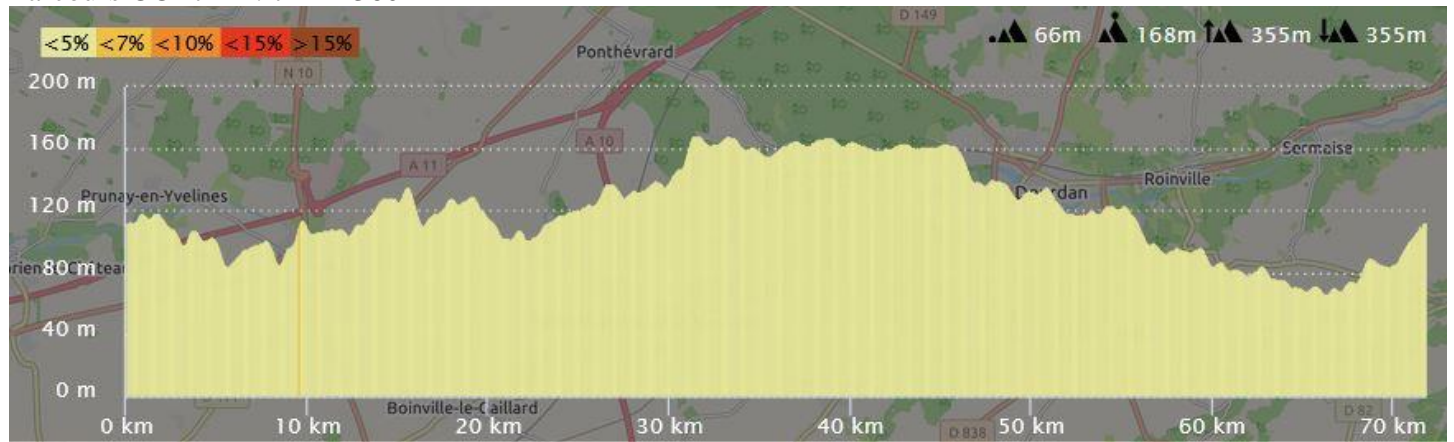 <5% <7% <10% <15% >15%
66m 168m 355m 355m
D 149
Ponthévrard
N 10
200 m
160 m
A 10
A 11
Sermaise
Prunay-en-Yvelines
Roinville
120 m
80 m
40 m
0 m
Boinville-le-Gaillard
D 82
D 838
0 km 10 km 20 km 30 km 40 km 50 km 60 km 70 km